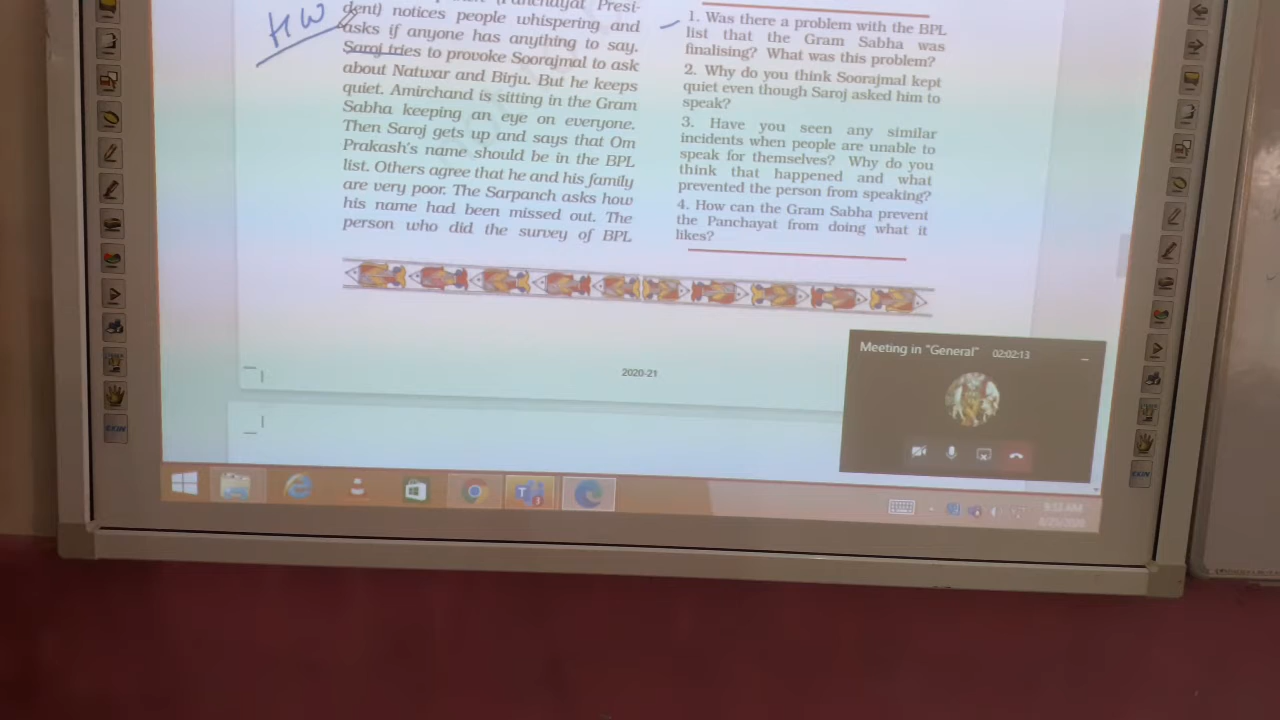 HW
dent) notices people whispering and
asks if anyone has anything to say.
Saroj tries to provoke Soorajmal to ask
about Natwar and Birju. But he keeps
quiet. Amirchand is sitting in the Gram
Sabha keeping an eye on everyone.
Then Saroj gets up and says that Om
Prakash's name should be in the BPL
list. Others agree that he and his family
are very poor. The Sarpanch asks how
his name had been missed out. The
person who did the survey of BPL
1. Was there a problem with the BPL
list that the Gram Sabha was
finalising? What was this problem?
2. Why do you think Soorajmal kept
quiet even though Saroj asked him to
speak?
3. Have you seen any similar
incidents when people are unable to
speak for themselves? Why do you
think that happened and what
prevented the person from speaking?
4. How can the Gram Sabha prevent
the Panchayat from doing what it
likes?
2020-21
Meeting in "General" 02:02:13
9:53 AM